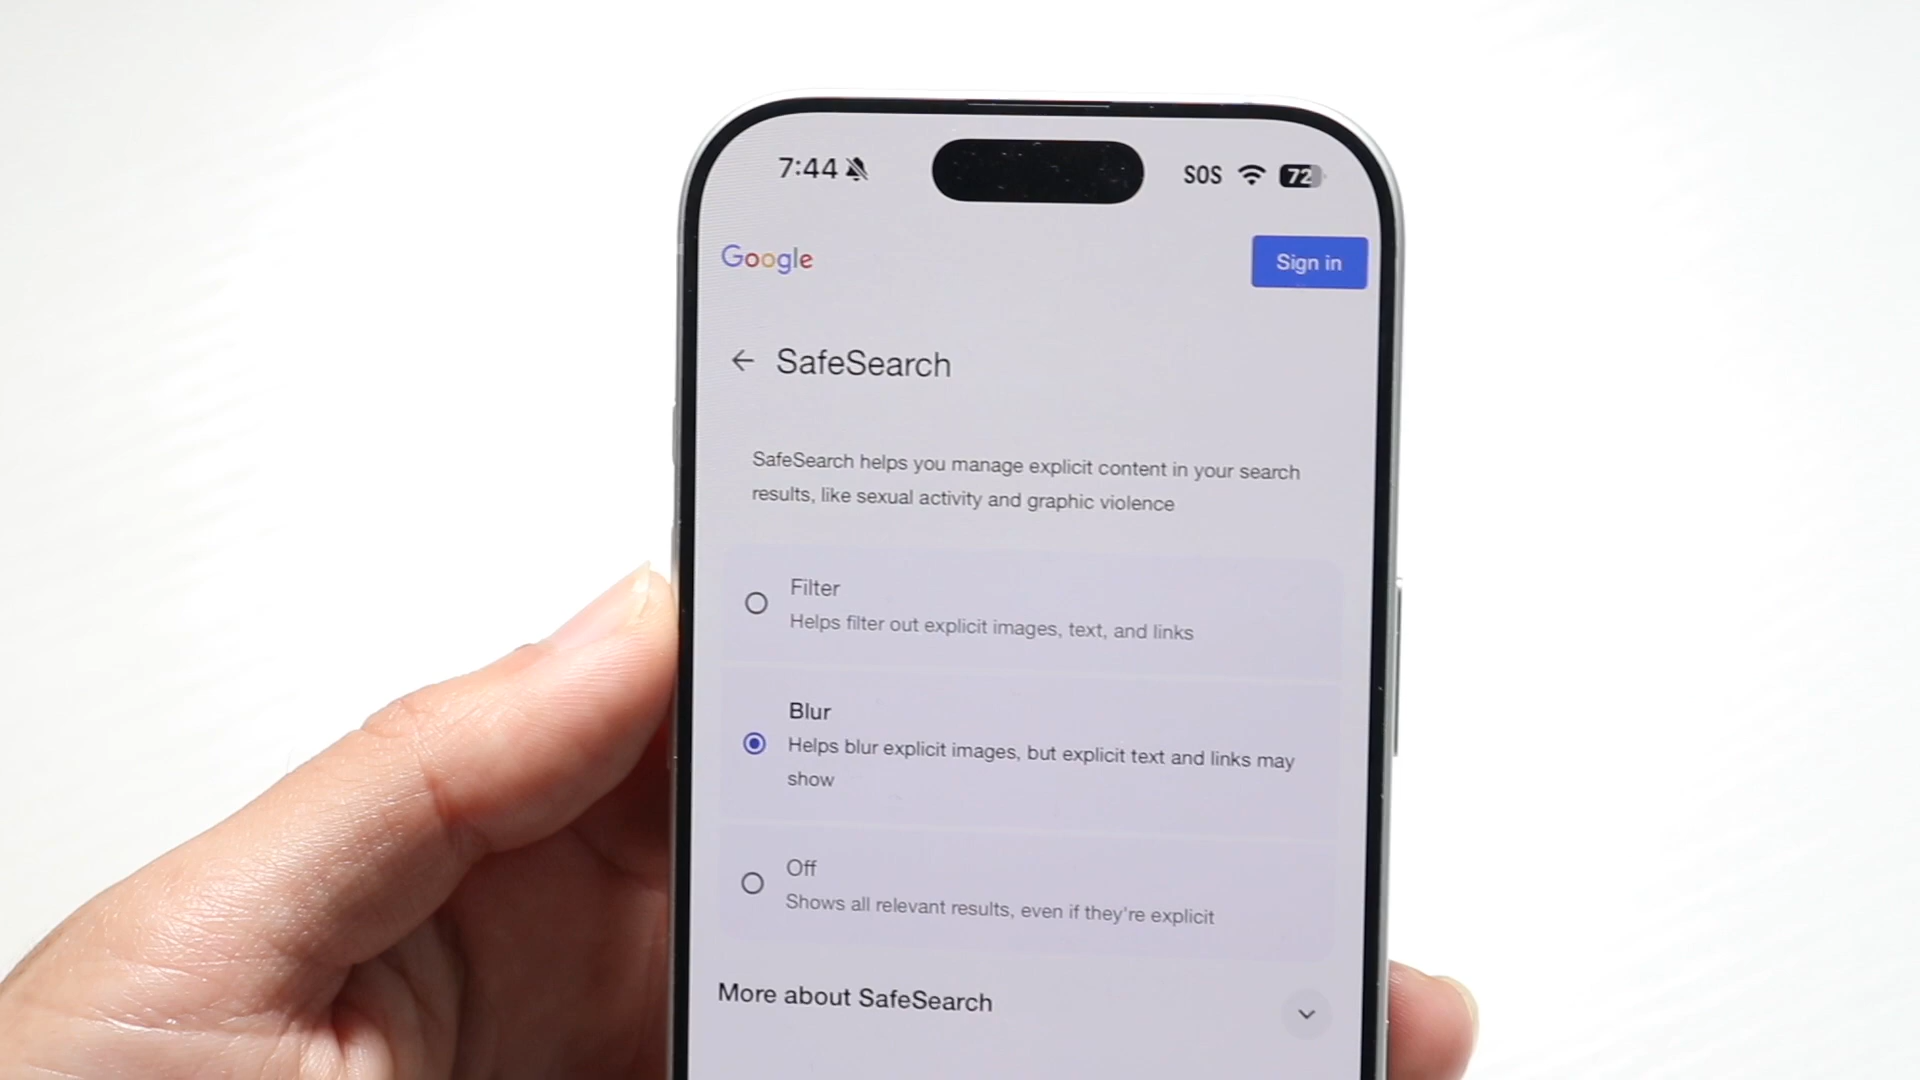 7:44
SOS 72
Google
Sign in
SafeSearch
SafeSearch helps you manage explicit content in your search
results, like sexual activity and graphic violence
Filter
Helps filter out explicit images, text, and links
Blur
Helps blur explicit images, but explicit text and links may
show
Off
Shows all relevant results, even if they're explicit
More about SafeSearch